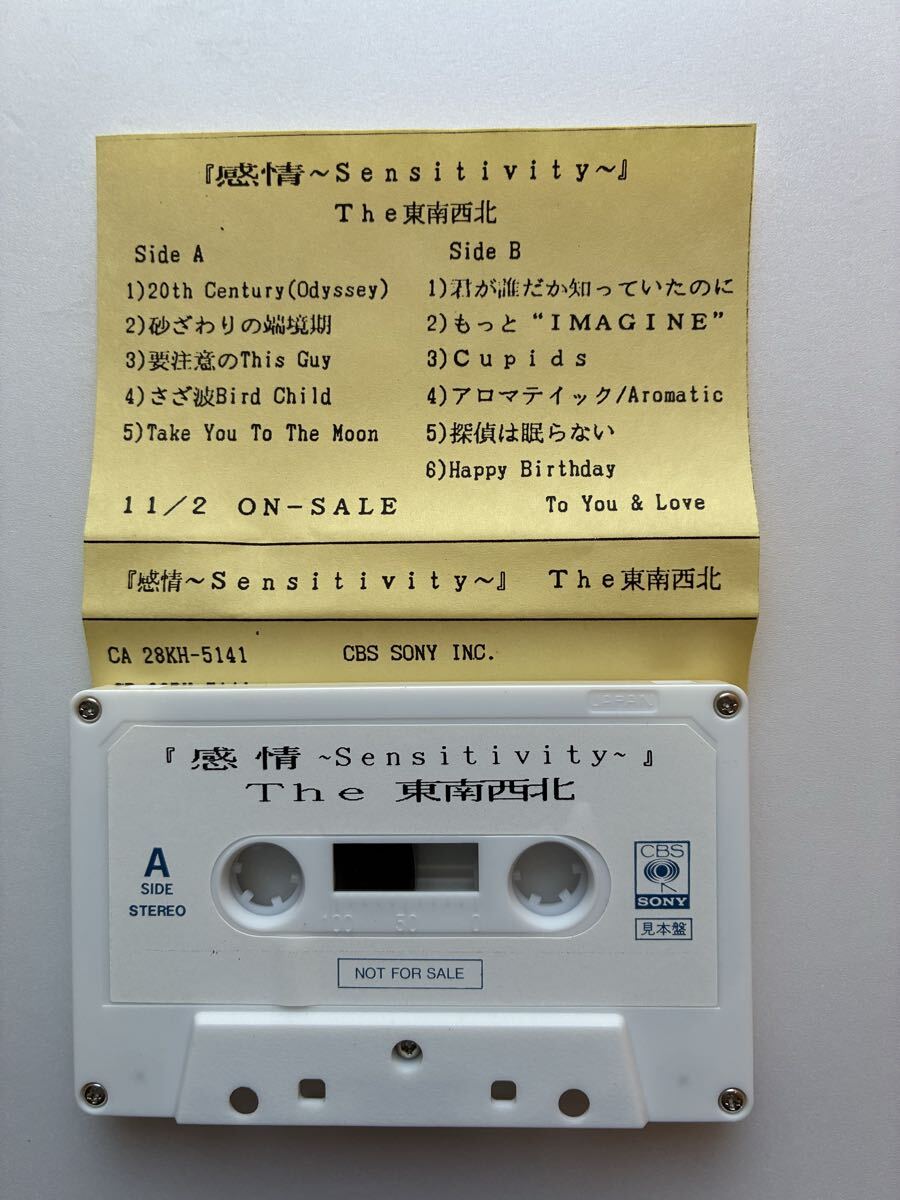 『感情～Sensitivity～』
The東南西北
Side A
1)20th Century(Odyssey)
2)砂ざわりの端境期
3)要注意のThis Guy
4)さざ波Bird Child
5)Take You To The Moon
11/2 ON-SALE
Side B
1)君が誰だか知っていたのに
2)もっと“IMAGINE”
3)Cupids
4)アロマテイック/Aromatic
5)探偵は眠らない
6)Happy Birthday
To You & Love
『感情～Sensitivity～』 The東南西北
CA 28KH-5141 CBS SONY INC.
JAPAN
『感情~Sensitivity~』
The 東南西北
A
SIDE
STEREO
100 50 0
CBS
SONY
見本盤
NOT FOR SALE